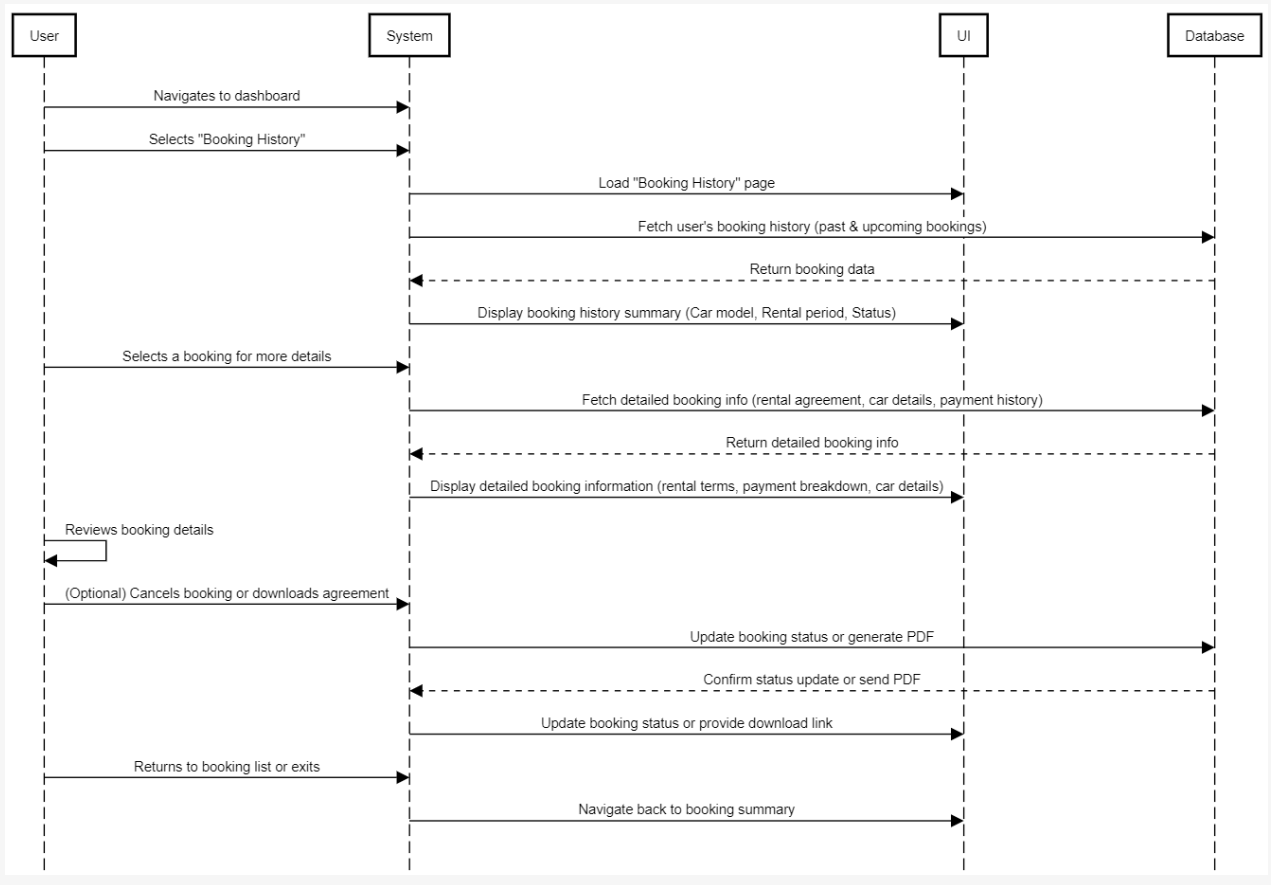 User
System
UI
Database
Navigates to dashboard
Selects "Booking History"
Load "Booking History" page
Fetch user's booking history (past & upcoming bookings)
Return booking data
Display booking history summary (Car model, Rental period, Status)
Selects a booking for more details
Fetch detailed booking info (rental agreement, car details, payment history)
Return detailed booking info
Display detailed booking information (rental terms, payment breakdown, car details)
Reviews booking details
(Optional) Cancels booking or downloads agreement
Update booking status or generate PDF
Confirm status update or send PDF
Update booking status or provide download link
Returns to booking list or exits
Navigate back to booking summary